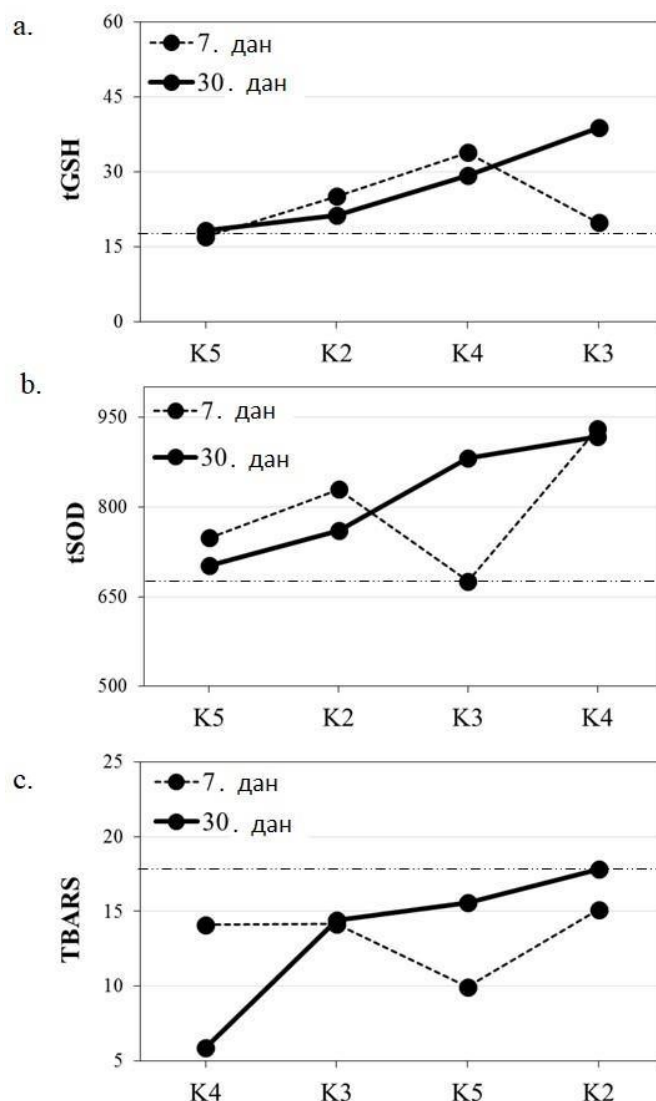 a.
60
45
30
15
0
tGSH
7. дан
30. дан
K5 K2 K4 K3
b.
950
800
650
500
tSOD
7. дан
30. дан
K5 K2 K3 K4
c.
25
20
15
10
5
TBARS
7. дан
30. дан
K4 K3 K5 K2